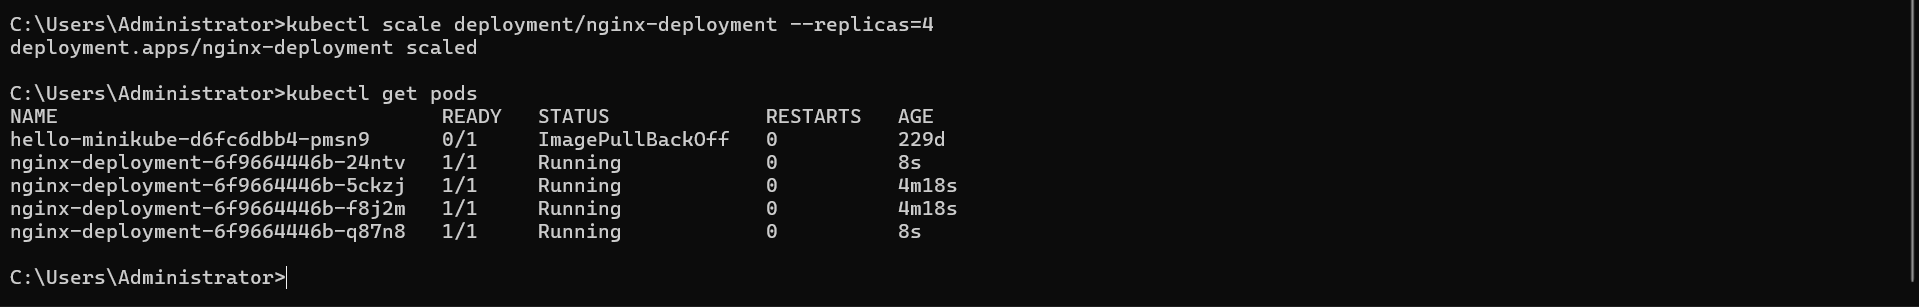 C:\Users\Administrator>kubectl scale deployment/nginx-deployment --replicas=4
deployment.apps/nginx-deployment scaled
C:\Users\Administrator>kubectl get pods
NAME READY STATUS RESTARTS AGE
hello-minikube-d6fc6dbb4-pmsn9 0/1 ImagePullBackOff 0 229d
nginx-deployment-6f9664446b-24ntv 1/1 Running 0 8s
nginx-deployment-6f9664446b-5ckzj 1/1 Running 0 4m18s
nginx-deployment-6f9664446b-f8j2m 1/1 Running 0 4m18s
nginx-deployment-6f9664446b-q87n8 1/1 Running 0 8s
C:\Users\Administrator>